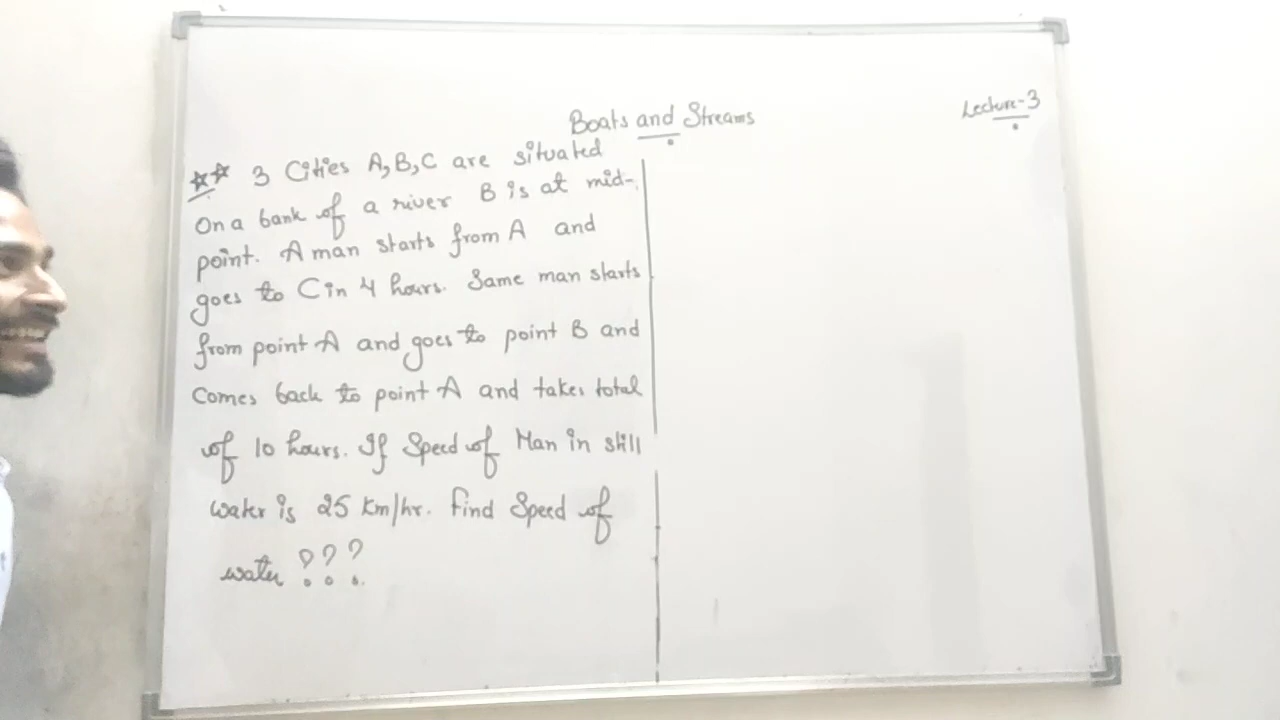 Boats and Streams
Lecture-3
3 Cities A,B,C are situated
On a bank of a river B is at mid-
point. A man starts from A and
goes to C in 4 hours. Same man starts
from point A and goes to point B and
Comes back to point A and takes total
of 10 hours. If Speed of Man in still
water is 25 Km/hr. Find Speed of
water ???